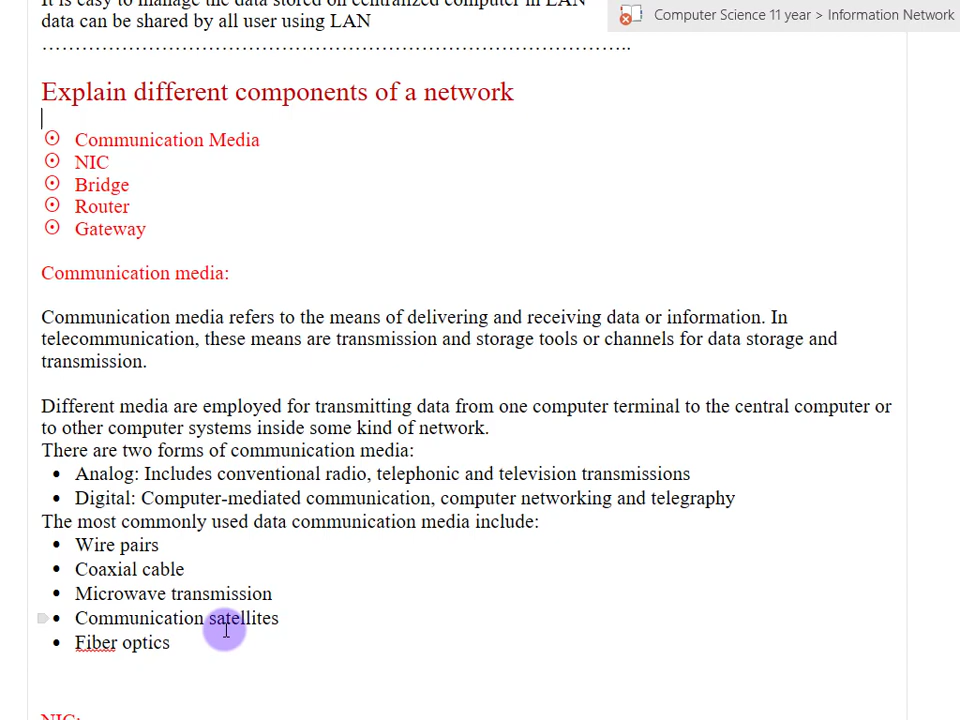 It is easy to manage the data stored on centralized computer in LAN
data can be shared by all user using LAN
Computer Science 11 year > Information Network
…………………………………………………………………………..
Explain different components of a network
Communication Media
NIC
Bridge
Router
Gateway
Communication media:
Communication media refers to the means of delivering and receiving data or information. In
telecommunication, these means are transmission and storage tools or channels for data storage and
transmission.
Different media are employed for transmitting data from one computer terminal to the central computer or
to other computer systems inside some kind of network.
There are two forms of communication media:
• Analog: Includes conventional radio, telephonic and television transmissions
• Digital: Computer-mediated communication, computer networking and telegraphy
The most commonly used data communication media include:
• Wire pairs
• Coaxial cable
• Microwave transmission
• Communication satellites
• Fiber optics
NIC: